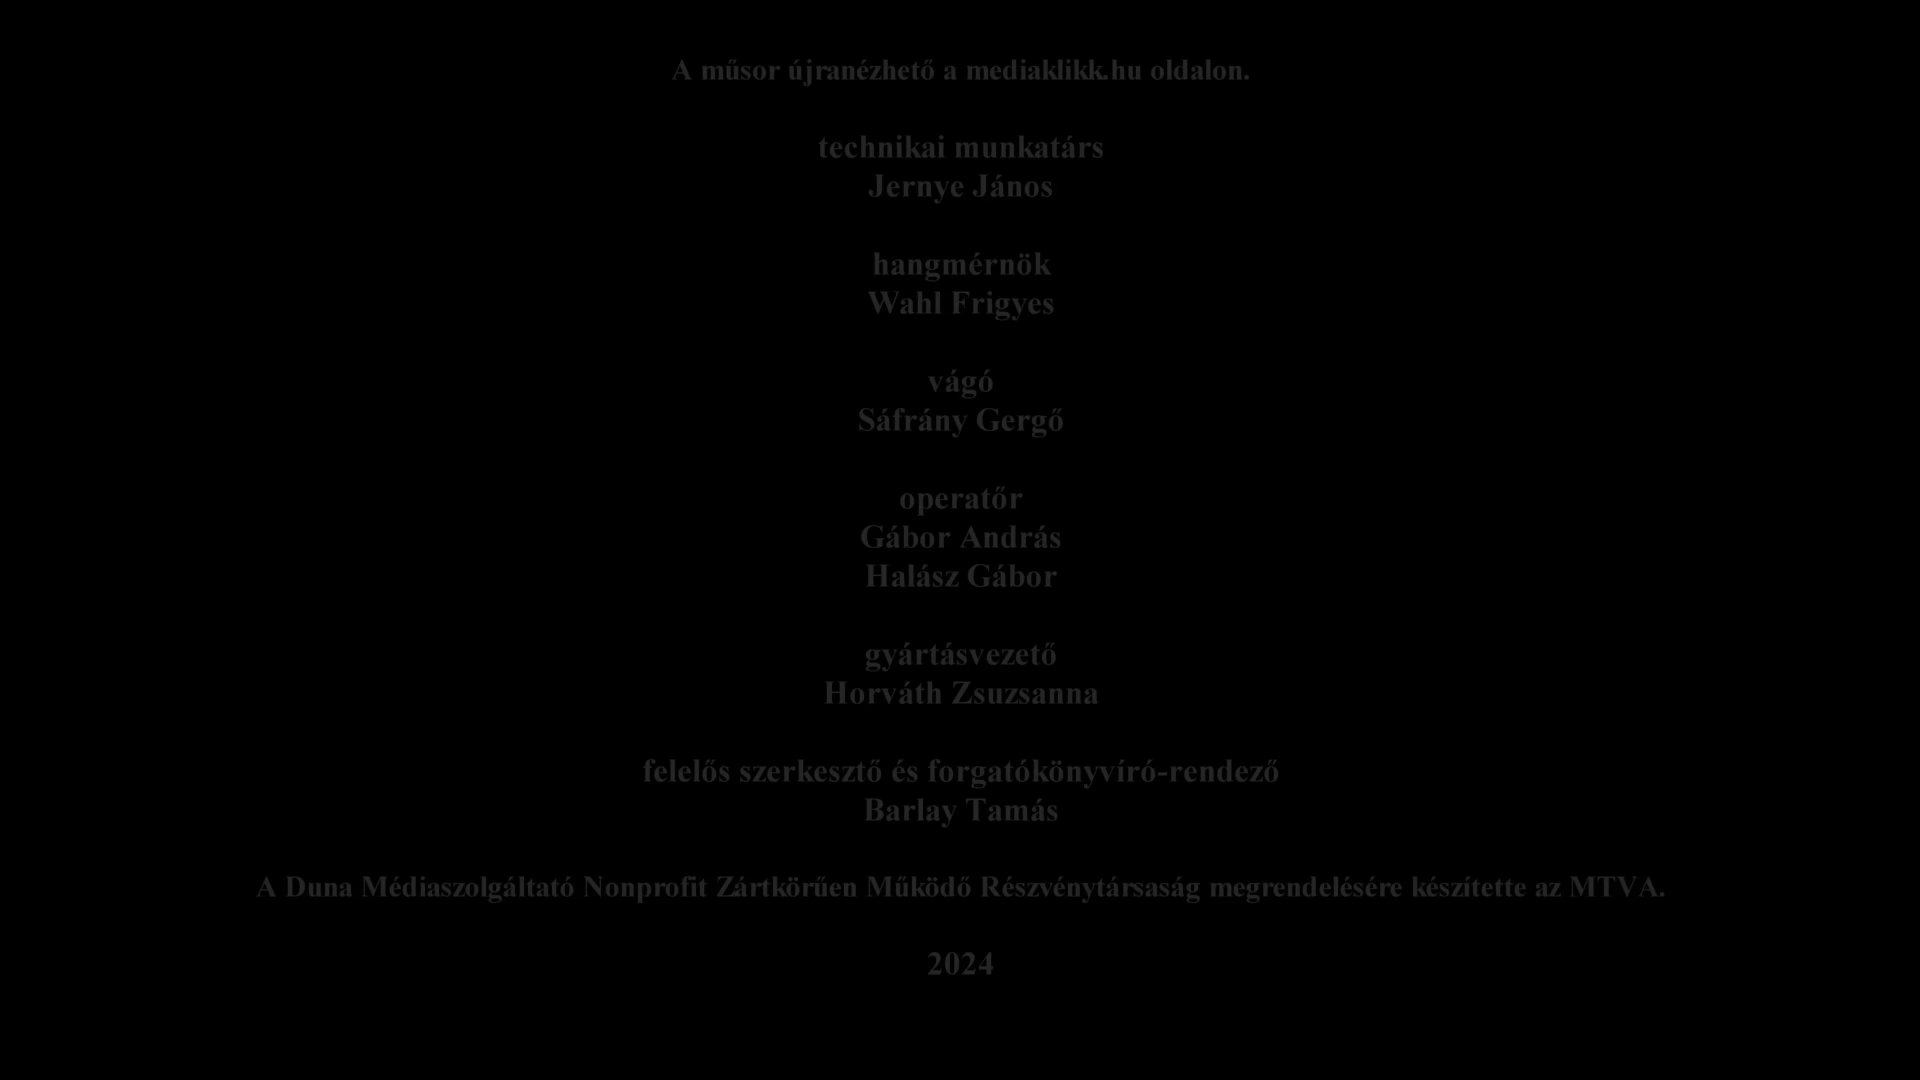 A műsor újranézhető a mediaklikk.hu oldalon.
technikai munkatárs
Jernye János
hangmérnök
Wahl Frigyes
vágó
Sáfrány Gergő
operatőr
Gábor András
Halász Gábor
gyártásvezető
Horváth Zsuzsanna
felelős szerkesztő és forgatókönyvíró-rendező
Barlay Tamás
A Duna Médiaszolgáltató Nonprofit Zártkörűen Működő Részvénytársaság megrendelésére készítette az MTVA.
2024